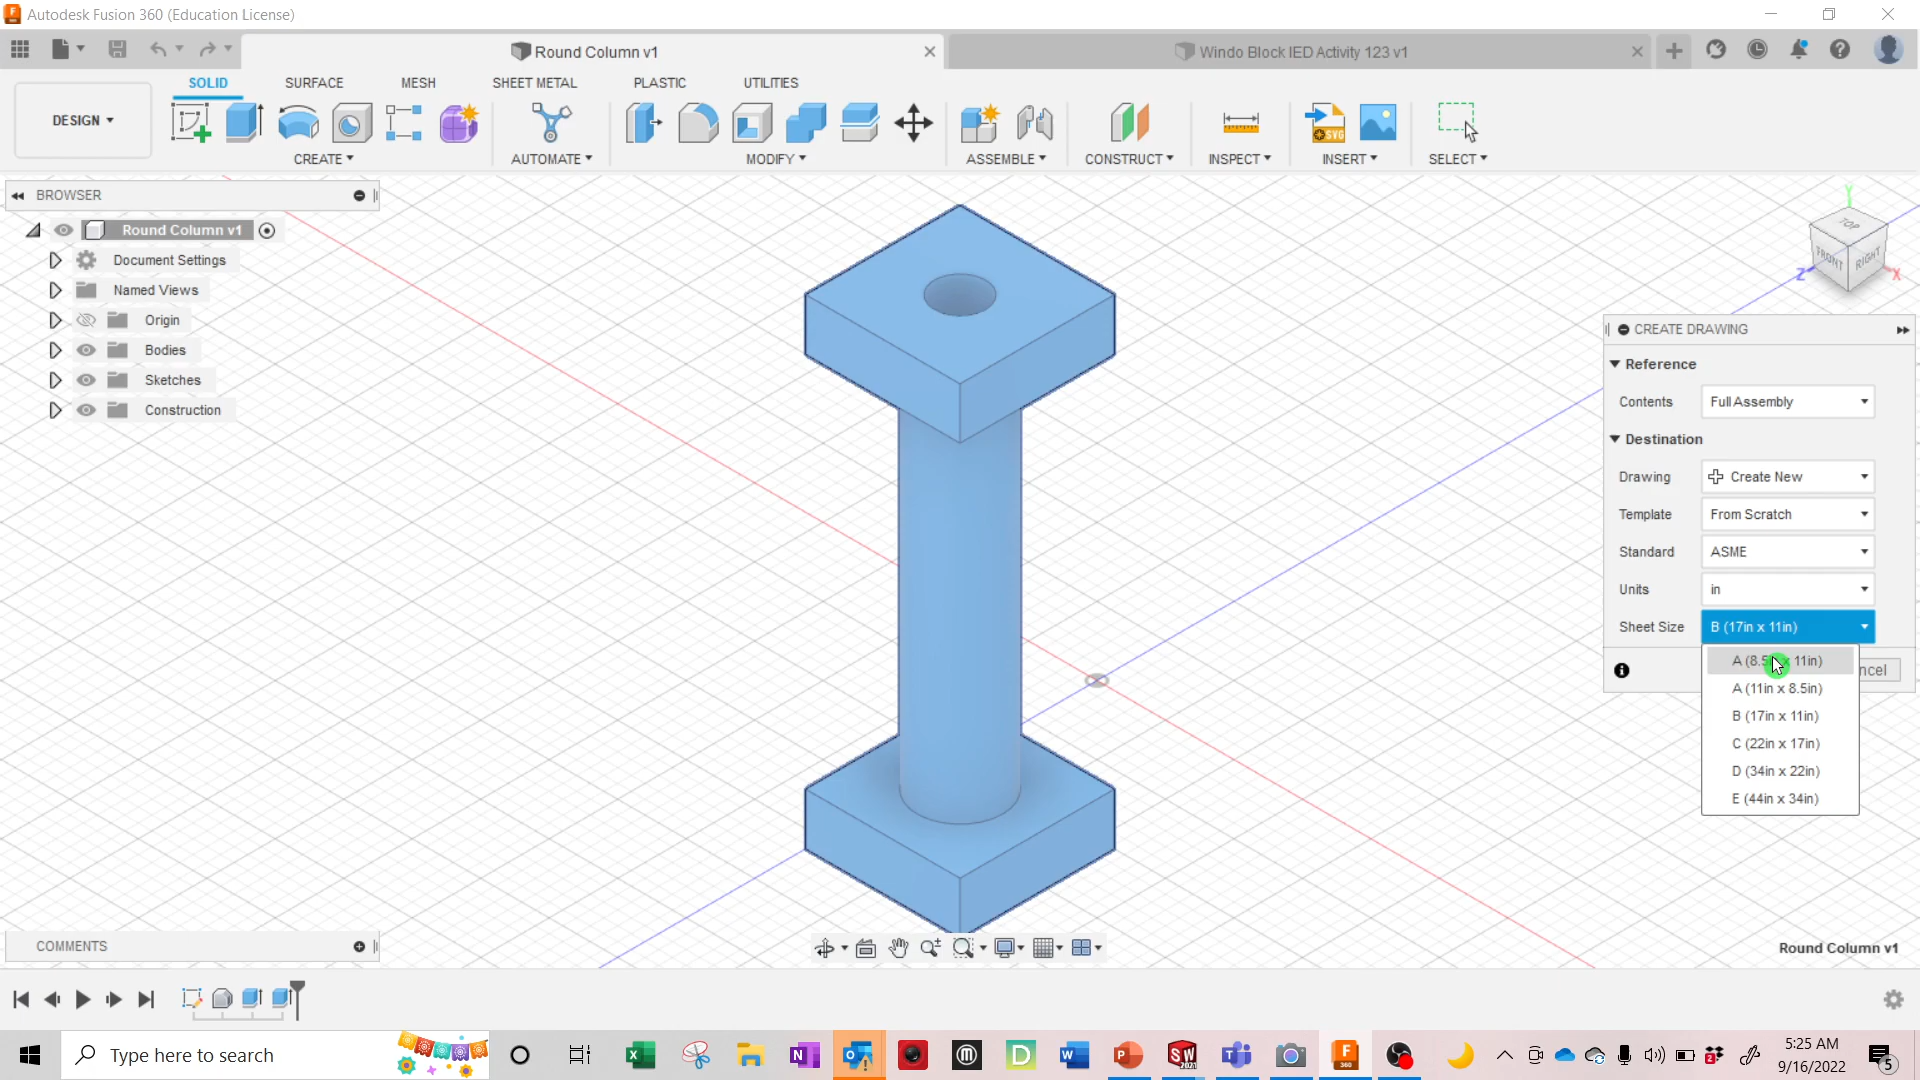 Autodesk Fusion 360 (Education License)
Round Column v1
Windo Block IED Activity 123 v1
DESIGN
SOLID
SURFACE
MESH
SHEET METAL
PLASTIC
UTILITIES
CREATE
AUTOMATE
MODIFY
ASSEMBLE
CONSTRUCT
INSPECT
INSERT
SELECT
SVG
BROWSER
Round Column v1
Document Settings
Named Views
Origin
Bodies
Sketches
Construction
Y
TOP
FRONT
RIGHT
Z
X
CREATE DRAWING
Reference
Contents Full Assembly
Destination
Drawing Create New
Template From Scratch
Standard ASME
Units in
Sheet Size B (17in x 11in)
A (8.5 x 11in)
ncel
A (11in x 8.5in)
B (17in x 11in)
C (22in x 17in)
D (34in x 22in)
E (44in x 34in)
COMMENTS
Round Column v1
Type here to search
5:25 AM
9/16/2022
5